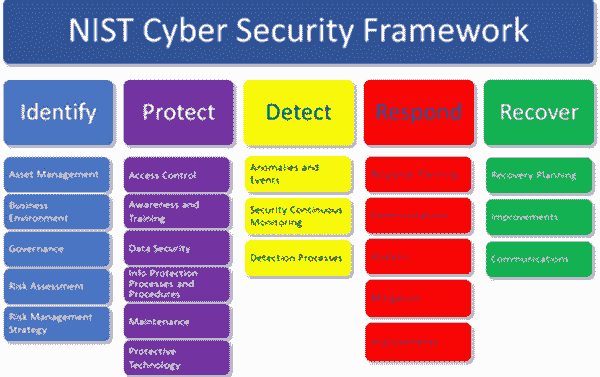 NIST Cyber Security Framework
Identify
Protect
Detect
Respond
Recover
Asset Management
Business
Environment
Governance
Risk Assessment
Risk Management
Strategy
Access Control
Awareness and
Training
Data Security
Info Protection
Processes and
Procedures
Maintenance
Protective
Technology
Anomalies and
Events
Security Continuous
Monitoring
Detection Processes
Recovery Planning
Improvements
Communications